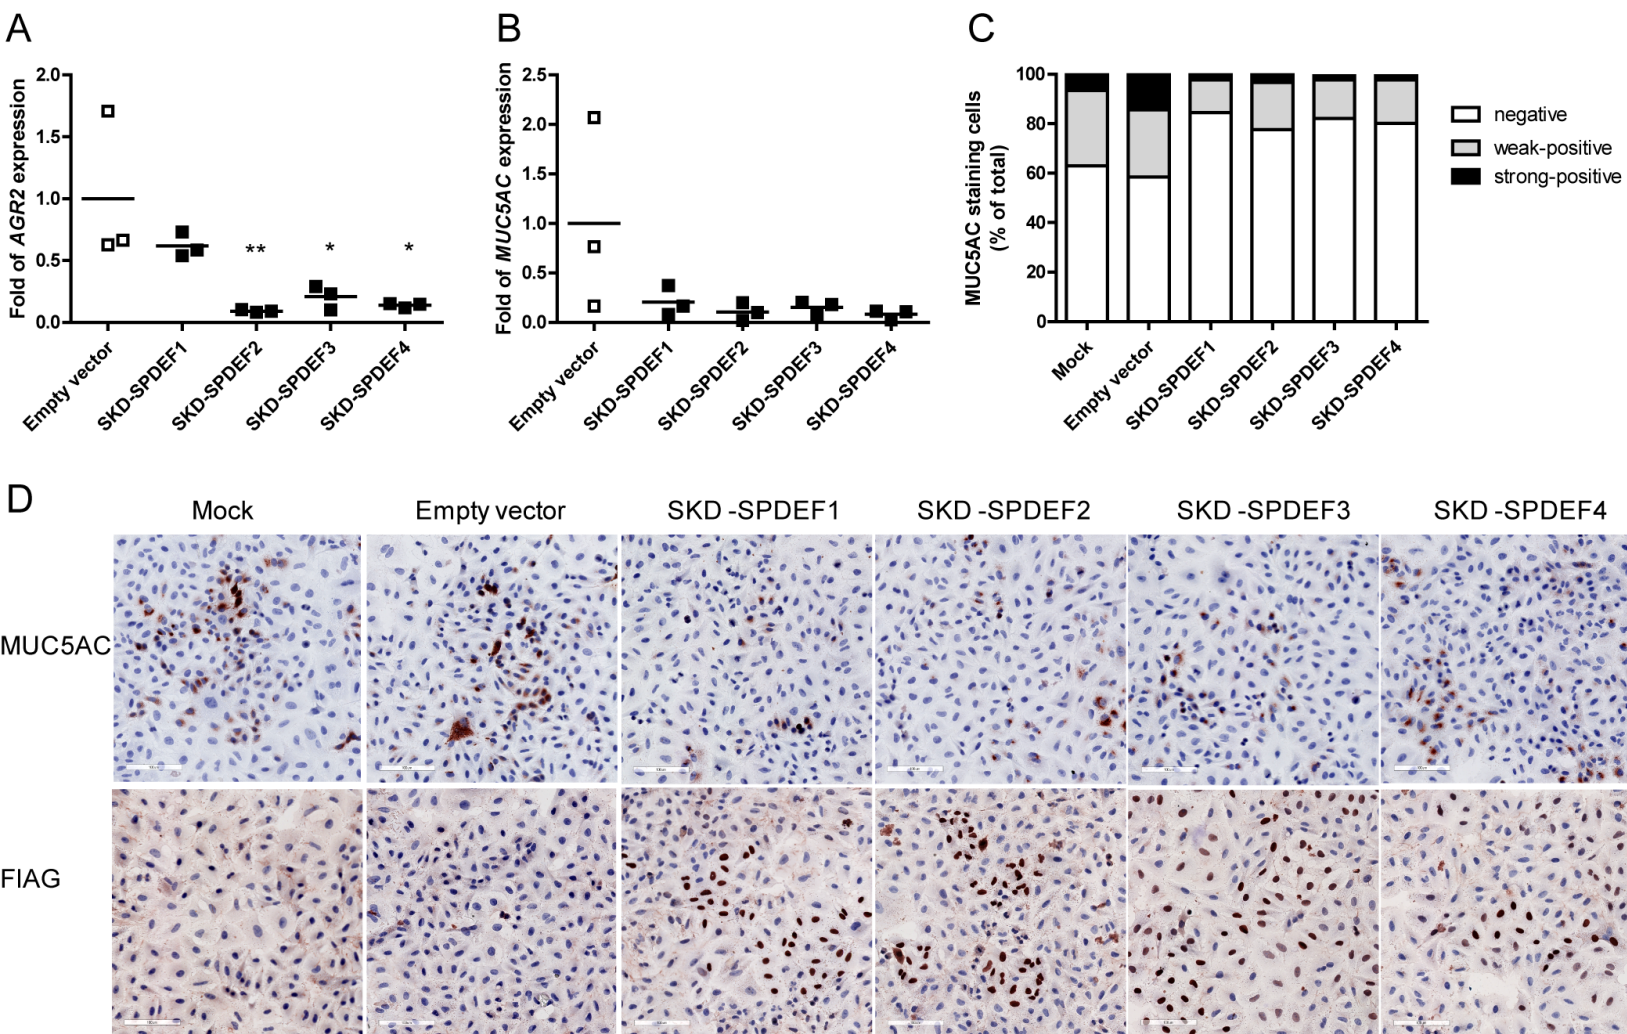 A
Fold of AGR2 expression
2.0
1.5
1.0
0.5
0.0
**
*
*
Empty vector
SKD-SPDEF1
SKD-SPDEF2
SKD-SPDEF3
SKD-SPDEF4
B
Fold of MUC5AC expression
2.5
2.0
1.5
1.0
0.5
0.0
Empty vector
SKD-SPDEF1
SKD-SPDEF2
SKD-SPDEF3
SKD-SPDEF4
C
MUC5AC staining cells
(% of total)
100
80
60
40
20
0
Mock
Empty vector
SKD-SPDEF1
SKD-SPDEF2
SKD-SPDEF3
SKD-SPDEF4
negative
weak-positive
strong-positive
D
Mock
Empty vector
SKD -SPDEF1
SKD -SPDEF2
SKD -SPDEF3
SKD -SPDEF4
MUC5AC
FlAG